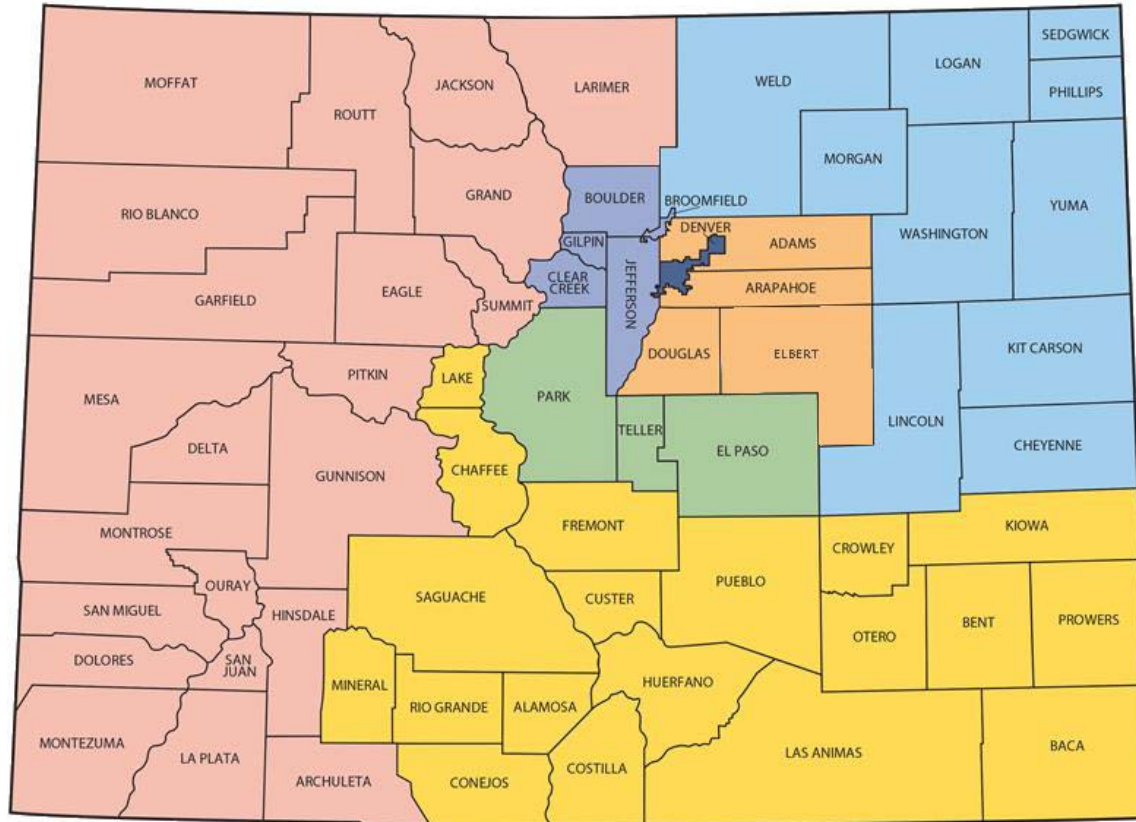 SEDGWICK
LOGAN
MOFFAT
JACKSON
LARIMER
WELD
PHILLIPS
ROUTT
MORGAN
GRAND
BOULDER
BROOMFIELD
YUMA
RIO BLANCO
DENVER
WASHINGTON
GILPIN
ADAMS
CLEAR
CREEK
JEFFERSON
ARAPAHOE
GARFIELD
EAGLE
SUMMIT
KIT CARSON
DOUGLAS
ELBERT
PITKIN
LAKE
MESA
PARK
LINCOLN
TELLER
CHEYENNE
DELTA
EL PASO
CHAFFEE
GUNNISON
FREMONT
KIOWA
MONTROSE
CROWLEY
PUEBLO
OURAY
SAGUACHE
CUSTER
SAN MIGUEL
HINSDALE
BENT
PROWERS
OTERO
DOLORES
SAN
JUAN
MINERAL
HUERFANO
RIO GRANDE
ALAMOSA
MONTEZUMA
LA PLATA
LAS ANIMAS
BACA
COSTILLA
ARCHULETA
CONEJOS